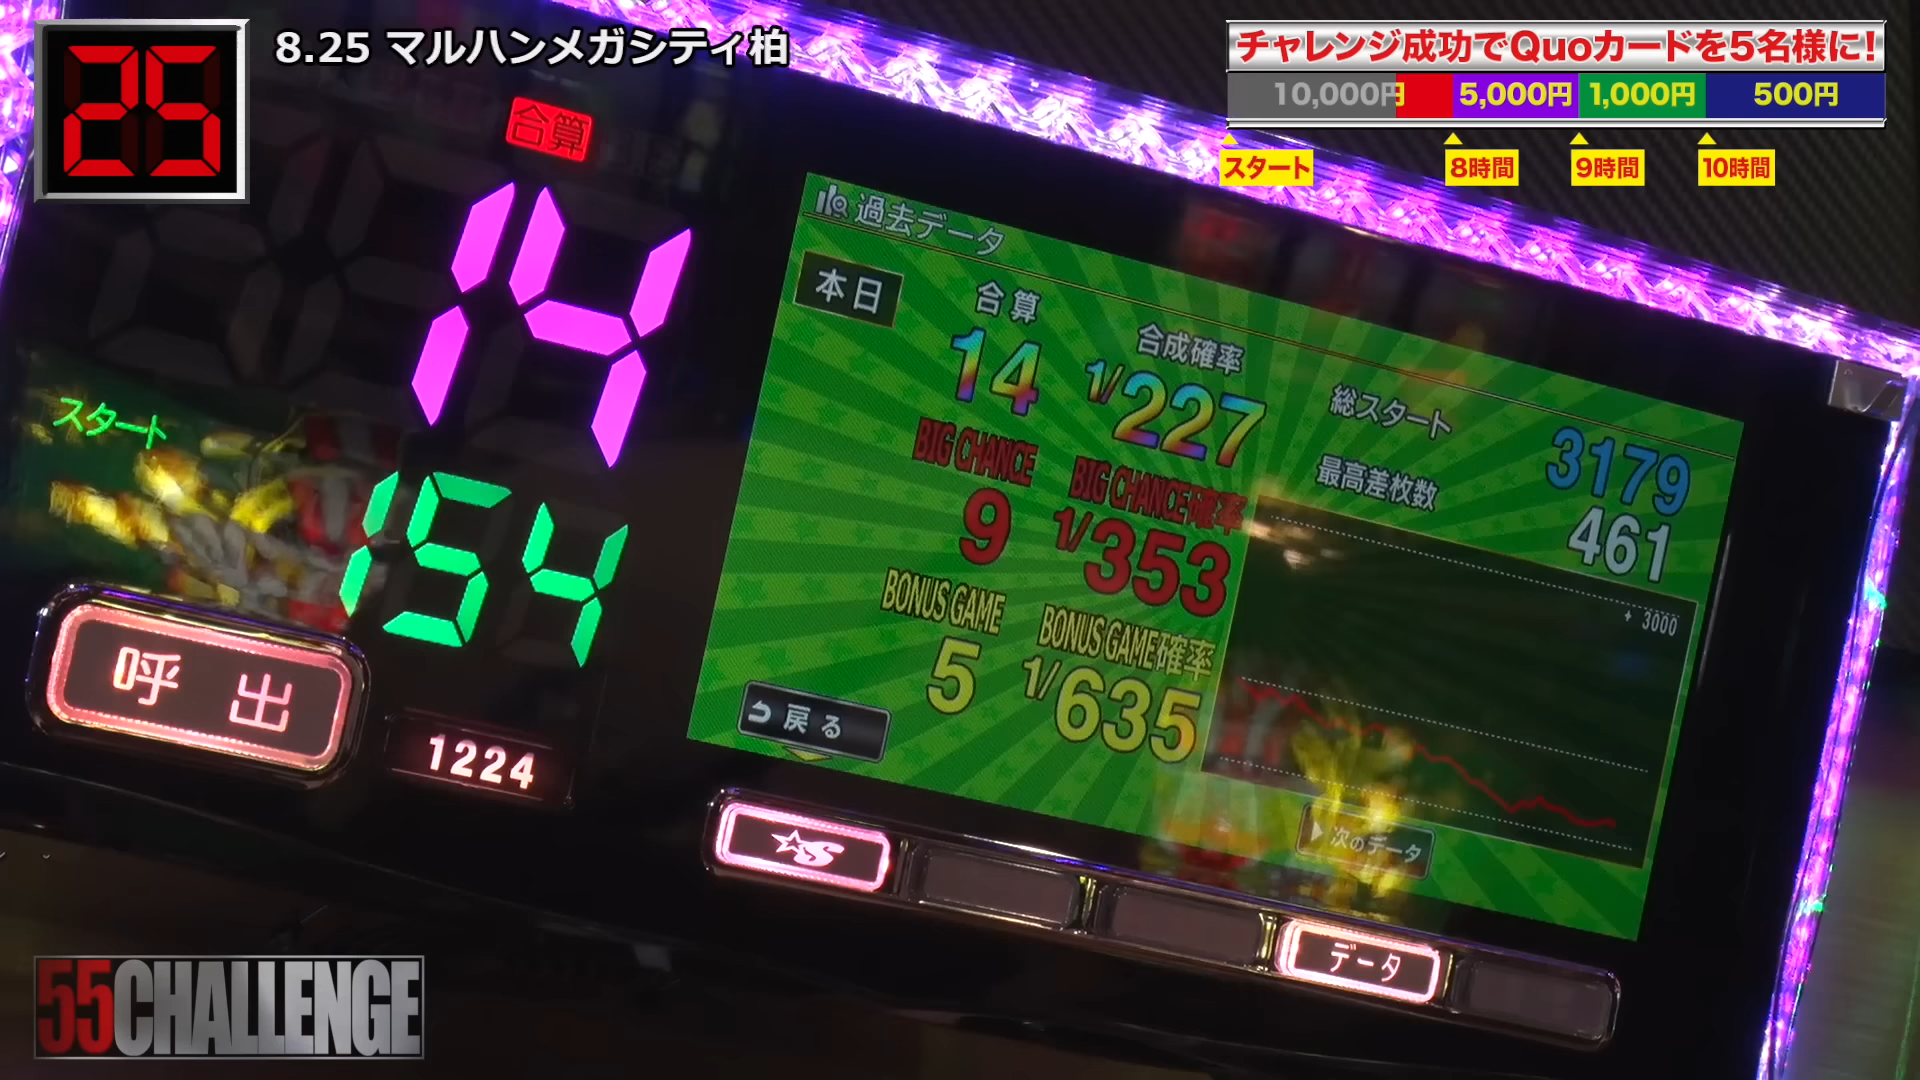 25
8.25 マルハンメガシティ柏
チャレンジ成功でQuoカードを5名様に!
10,000円 5,000円 1,000円 500円
スタート 8時間 9時間 10時間
合算
14
スタート
154
呼出
1224
過去データ
本日
合算
14
合成確率
1/227
総スタート
3179
最高差枚数
461
BIG CHANCE
9
BIG CHANCE確率
1/353
BONUS GAME
5
BONUS GAME確率
1/635
+ 3000
戻る
次のデータ
データ
55CHALLENGE